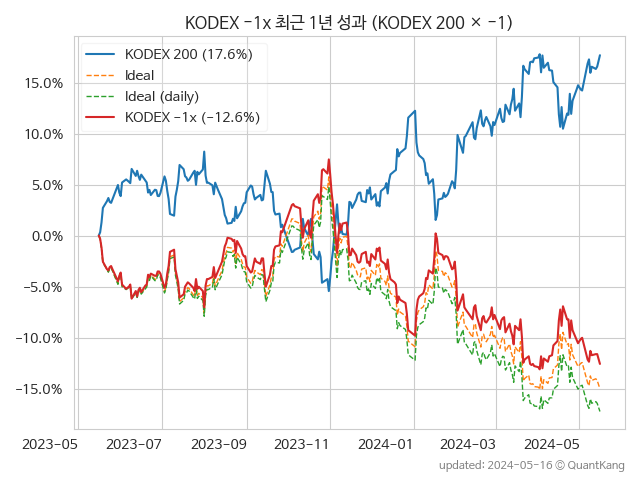 KODEX −1x 최근 1년 성과 (KODEX 200 × −1)
KODEX 200 (17.6%)
Ideal
Ideal (daily)
KODEX −1x (−12.6%)
15.0%
10.0%
5.0%
0.0%
−5.0%
−10.0%
−15.0%
2023−05
2023−07
2023−09
2023−11
2024−01
2024−03
2024−05
updated: 2024−05−16 © QuantKang